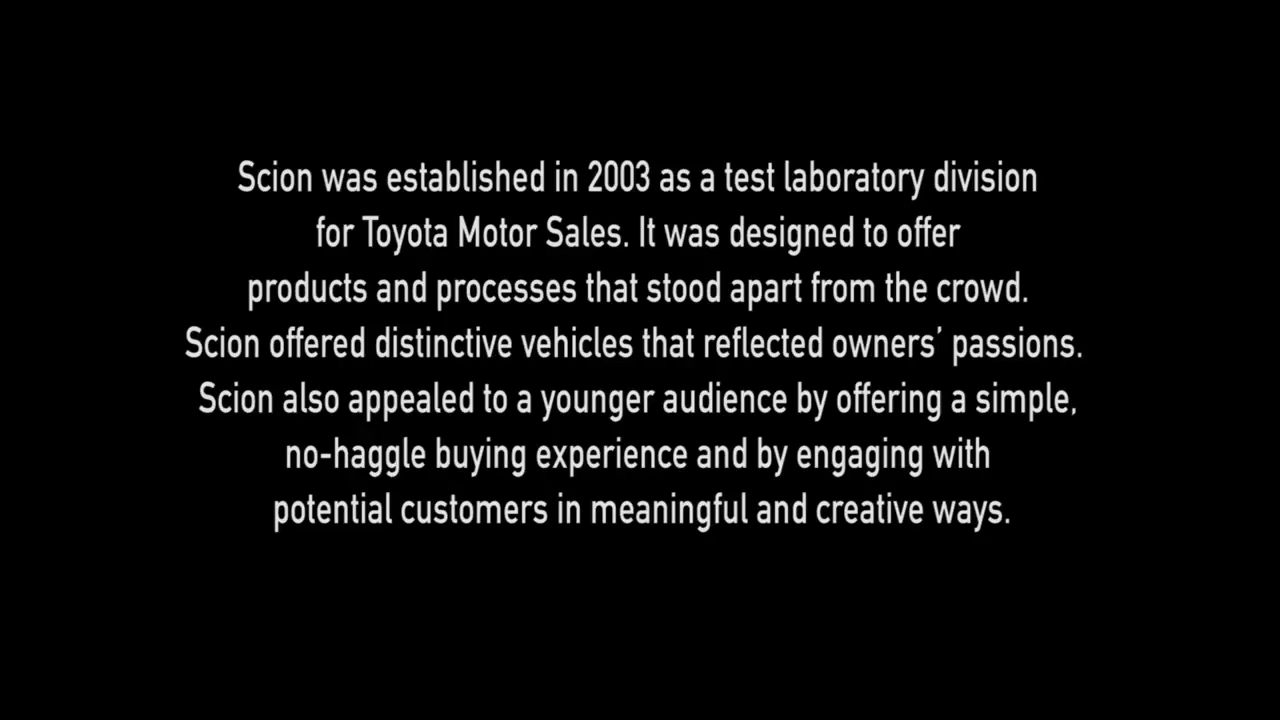 Scion was established in 2003 as a test laboratory division
for Toyota Motor Sales. It was designed to offer
products and processes that stood apart from the crowd.
Scion offered distinctive vehicles that reflected owners’ passions.
Scion also appealed to a younger audience by offering a simple,
no-haggle buying experience and by engaging with
potential customers in meaningful and creative ways.